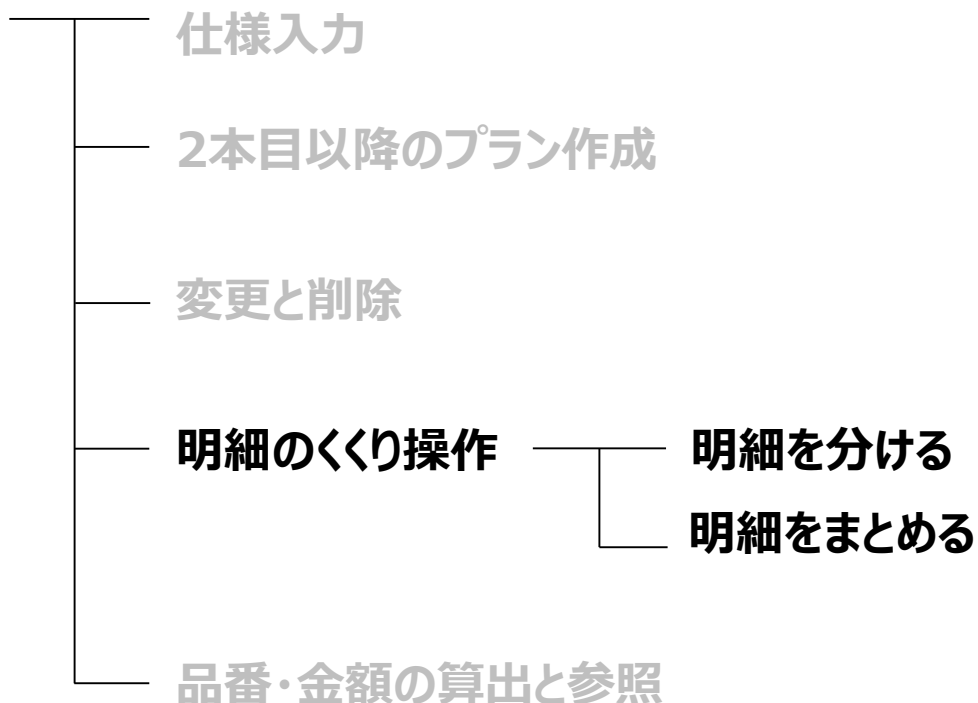 仕様入力
2本目以降のプラン作成
変更と削除
明細のくくり操作
明細を分ける
明細をまとめる
品番・金額の算出と参照